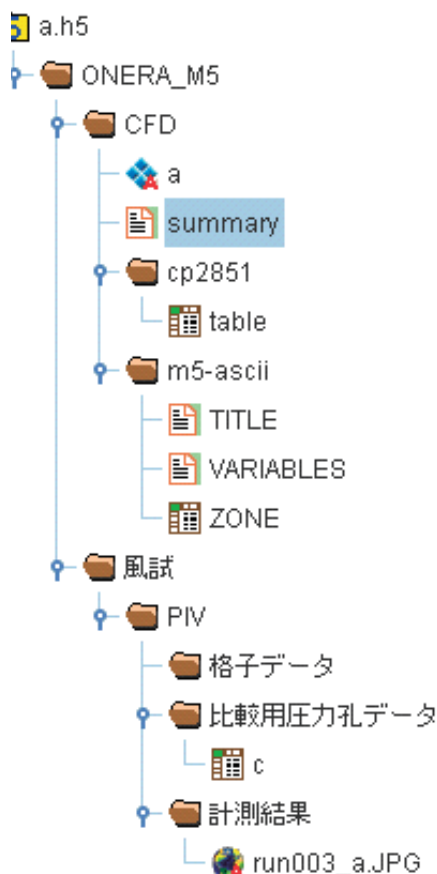 a.h5
ONERA_M5
CFD
a
summary
cp2851
table
m5-ascii
TITLE
VARIABLES
ZONE
風試
PIV
格子データ
比較用圧力孔データ
c
計測結果
run003_a.JPG